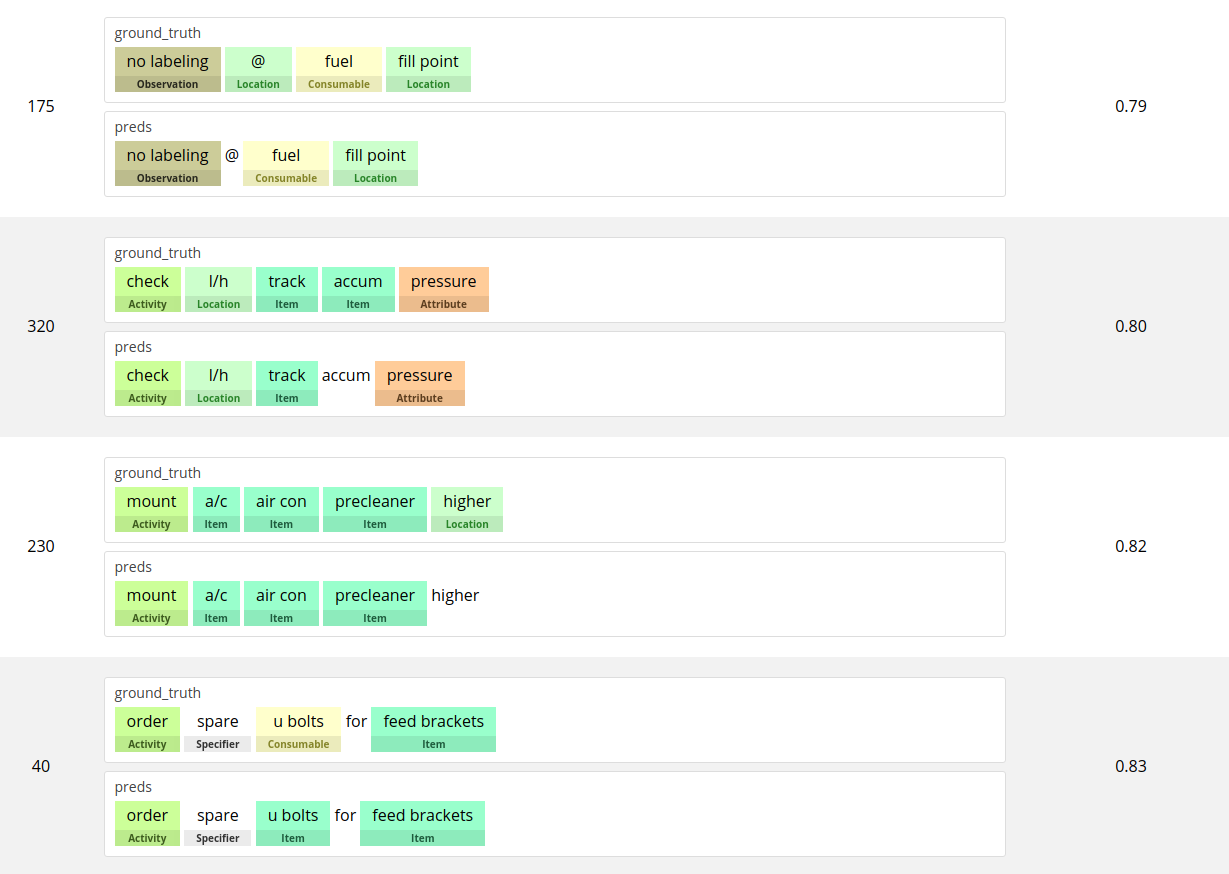 ground_truth
no labeling @ fuel fill point
Observation Location Consumable Location
175 0.79
preds
no labeling @ fuel fill point
Observation Consumable Location
ground_truth
check l/h track accum pressure
Activity Location Item Item Attribute
320 0.80
preds
check l/h track accum pressure
Activity Location Item Attribute
ground_truth
mount a/c air con precleaner higher
Activity Item Item Item Location
230 0.82
preds
mount a/c air con precleaner higher
Activity Item Item Item
ground_truth
order spare u bolts for feed brackets
Activity Specifier Consumable Item
40 0.83
preds
order spare u bolts for feed brackets
Activity Specifier Item Item